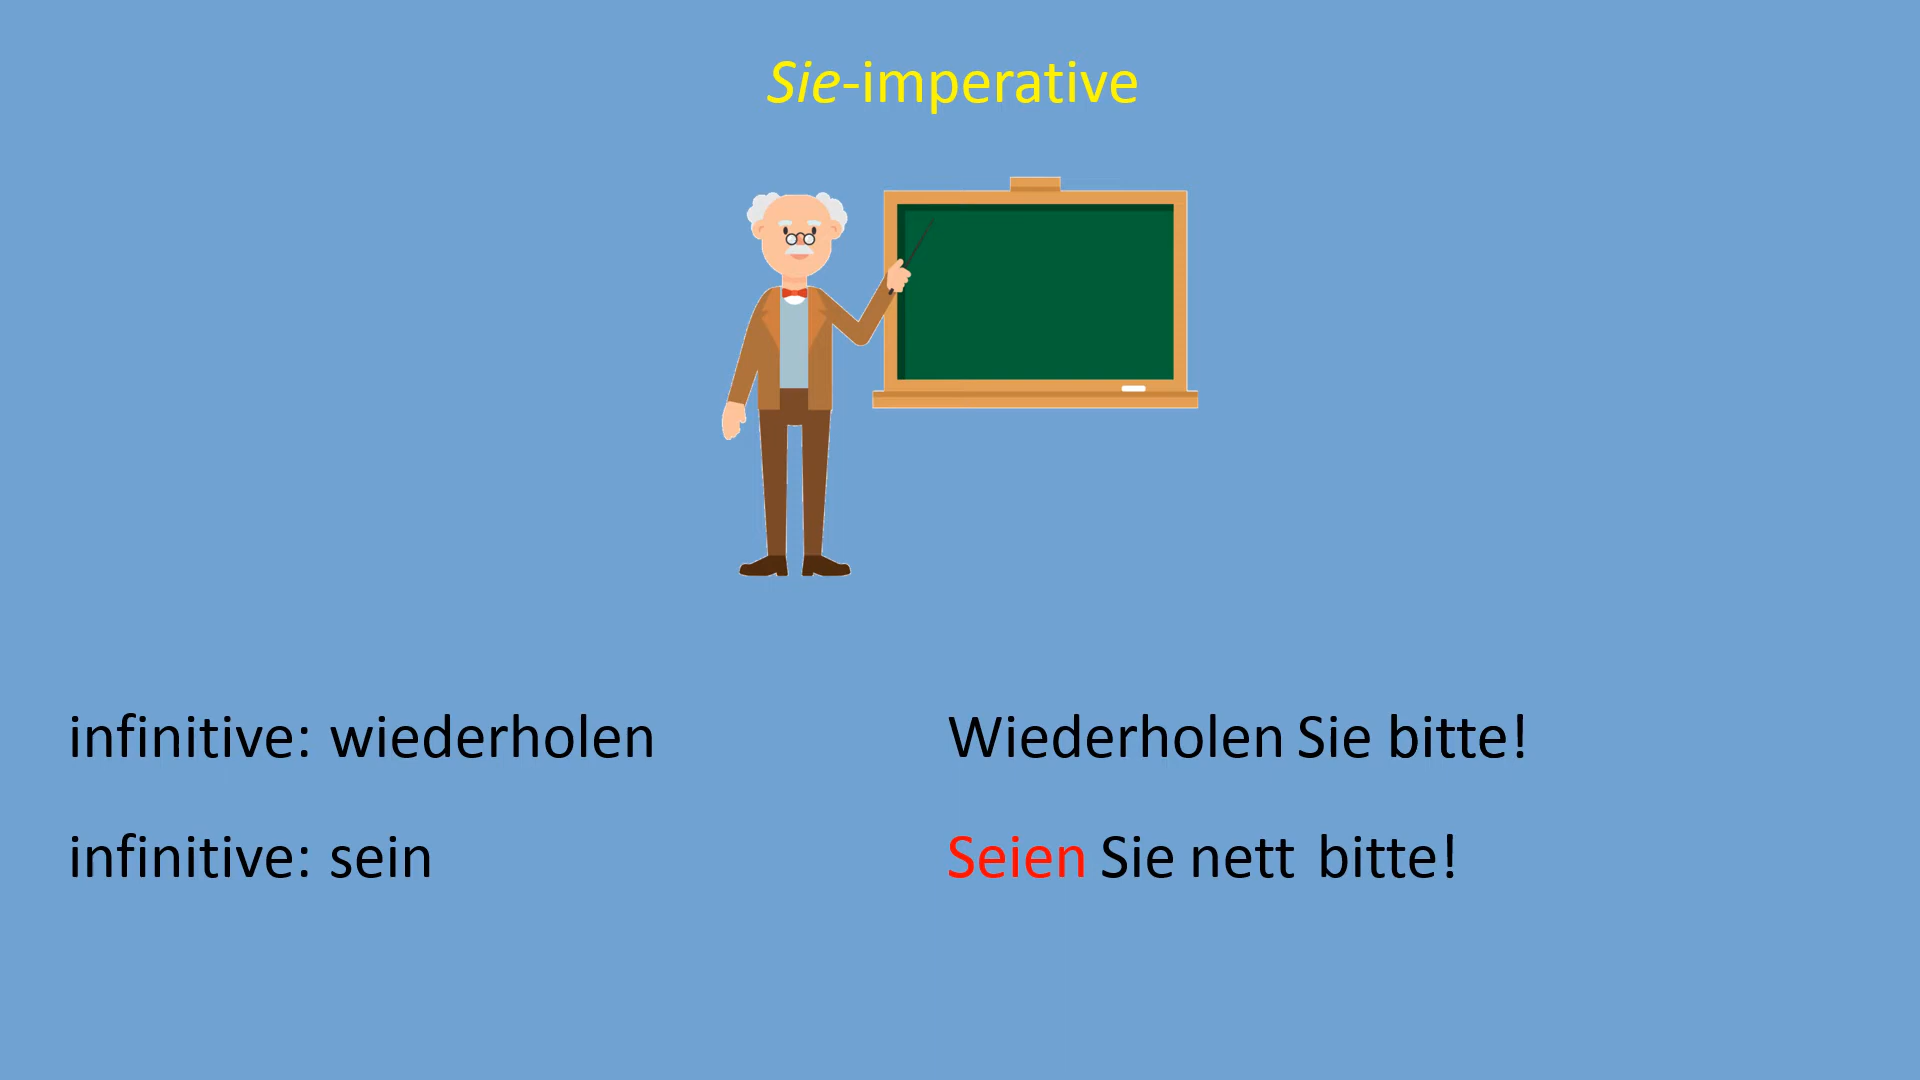 Sie-imperative
infinitive: wiederholen
Wiederholen Sie bitte!
infinitive: sein
Seien Sie nett bitte!